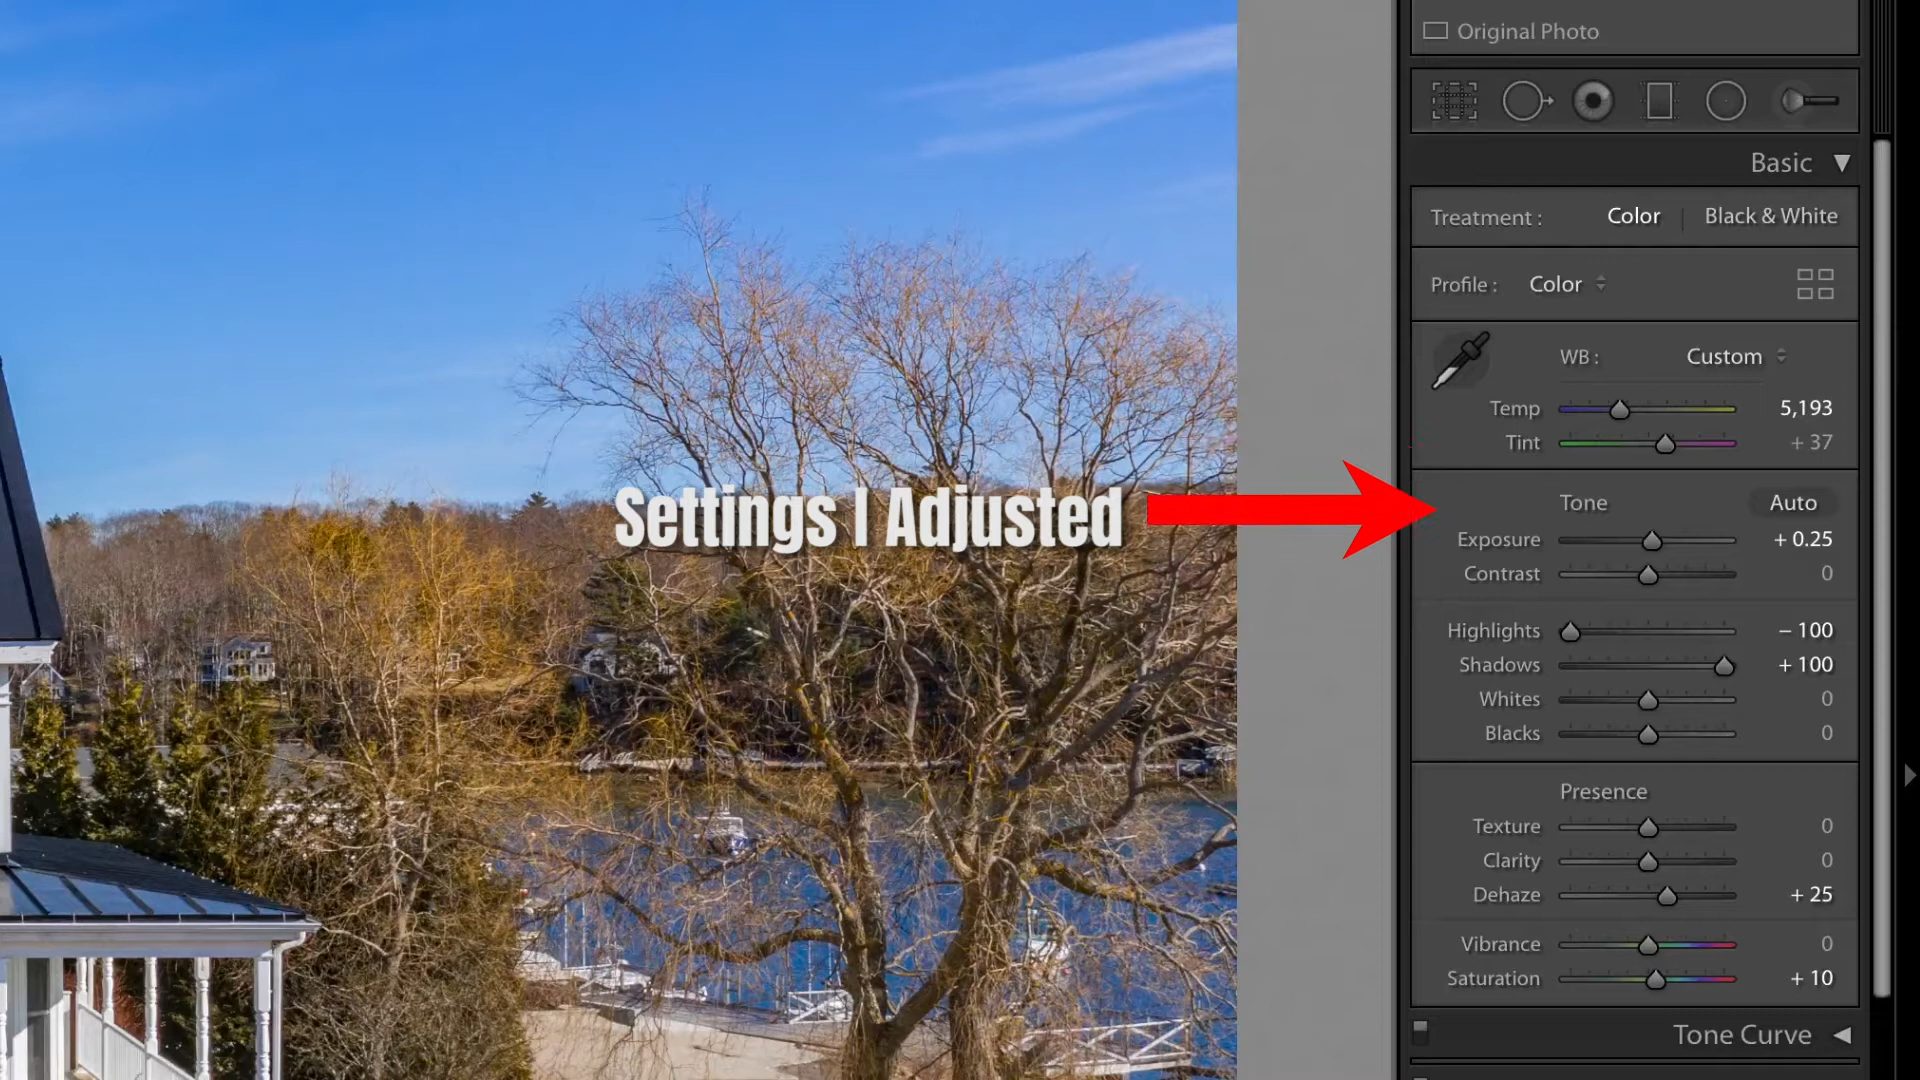 Original Photo
Basic
Treatment : Color Black & White
Profile : Color
WB : Custom
Temp 5,193
Tint + 37
Settings I Adjusted
Tone Auto
Exposure + 0.25
Contrast 0
Highlights − 100
Shadows + 100
Whites 0
Blacks 0
Presence
Texture 0
Clarity 0
Dehaze + 25
Vibrance 0
Saturation + 10
Tone Curve